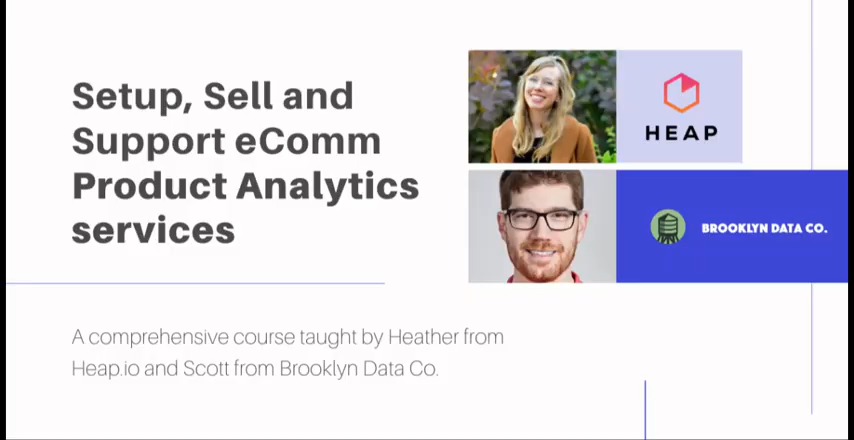 Setup, Sell and
Support eComm
Product Analytics
services
HEAP
BROOKLYN DATA CO.
A comprehensive course taught by Heather from
Heap.io and Scott from Brooklyn Data Co.